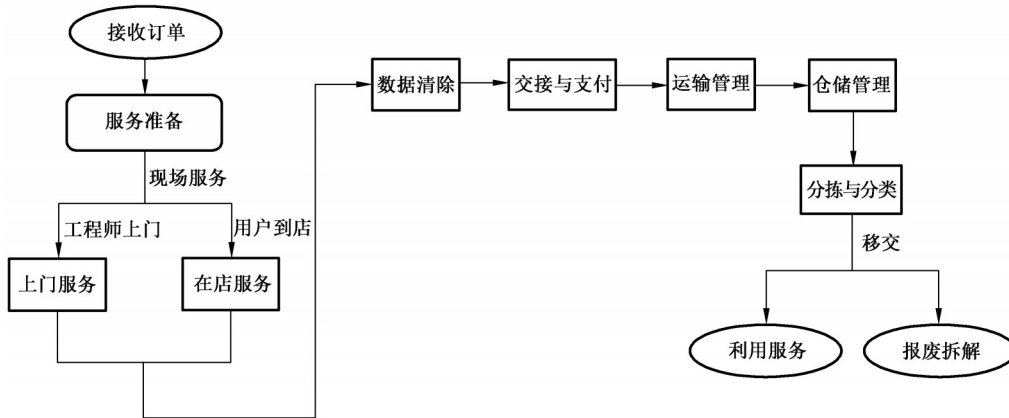 接收订单
服务准备
现场服务
工程师上门
用户到店
上门服务
在店服务
数据清除
交接与支付
运输管理
仓储管理
分拣与分类
移交
利用服务
报废拆解